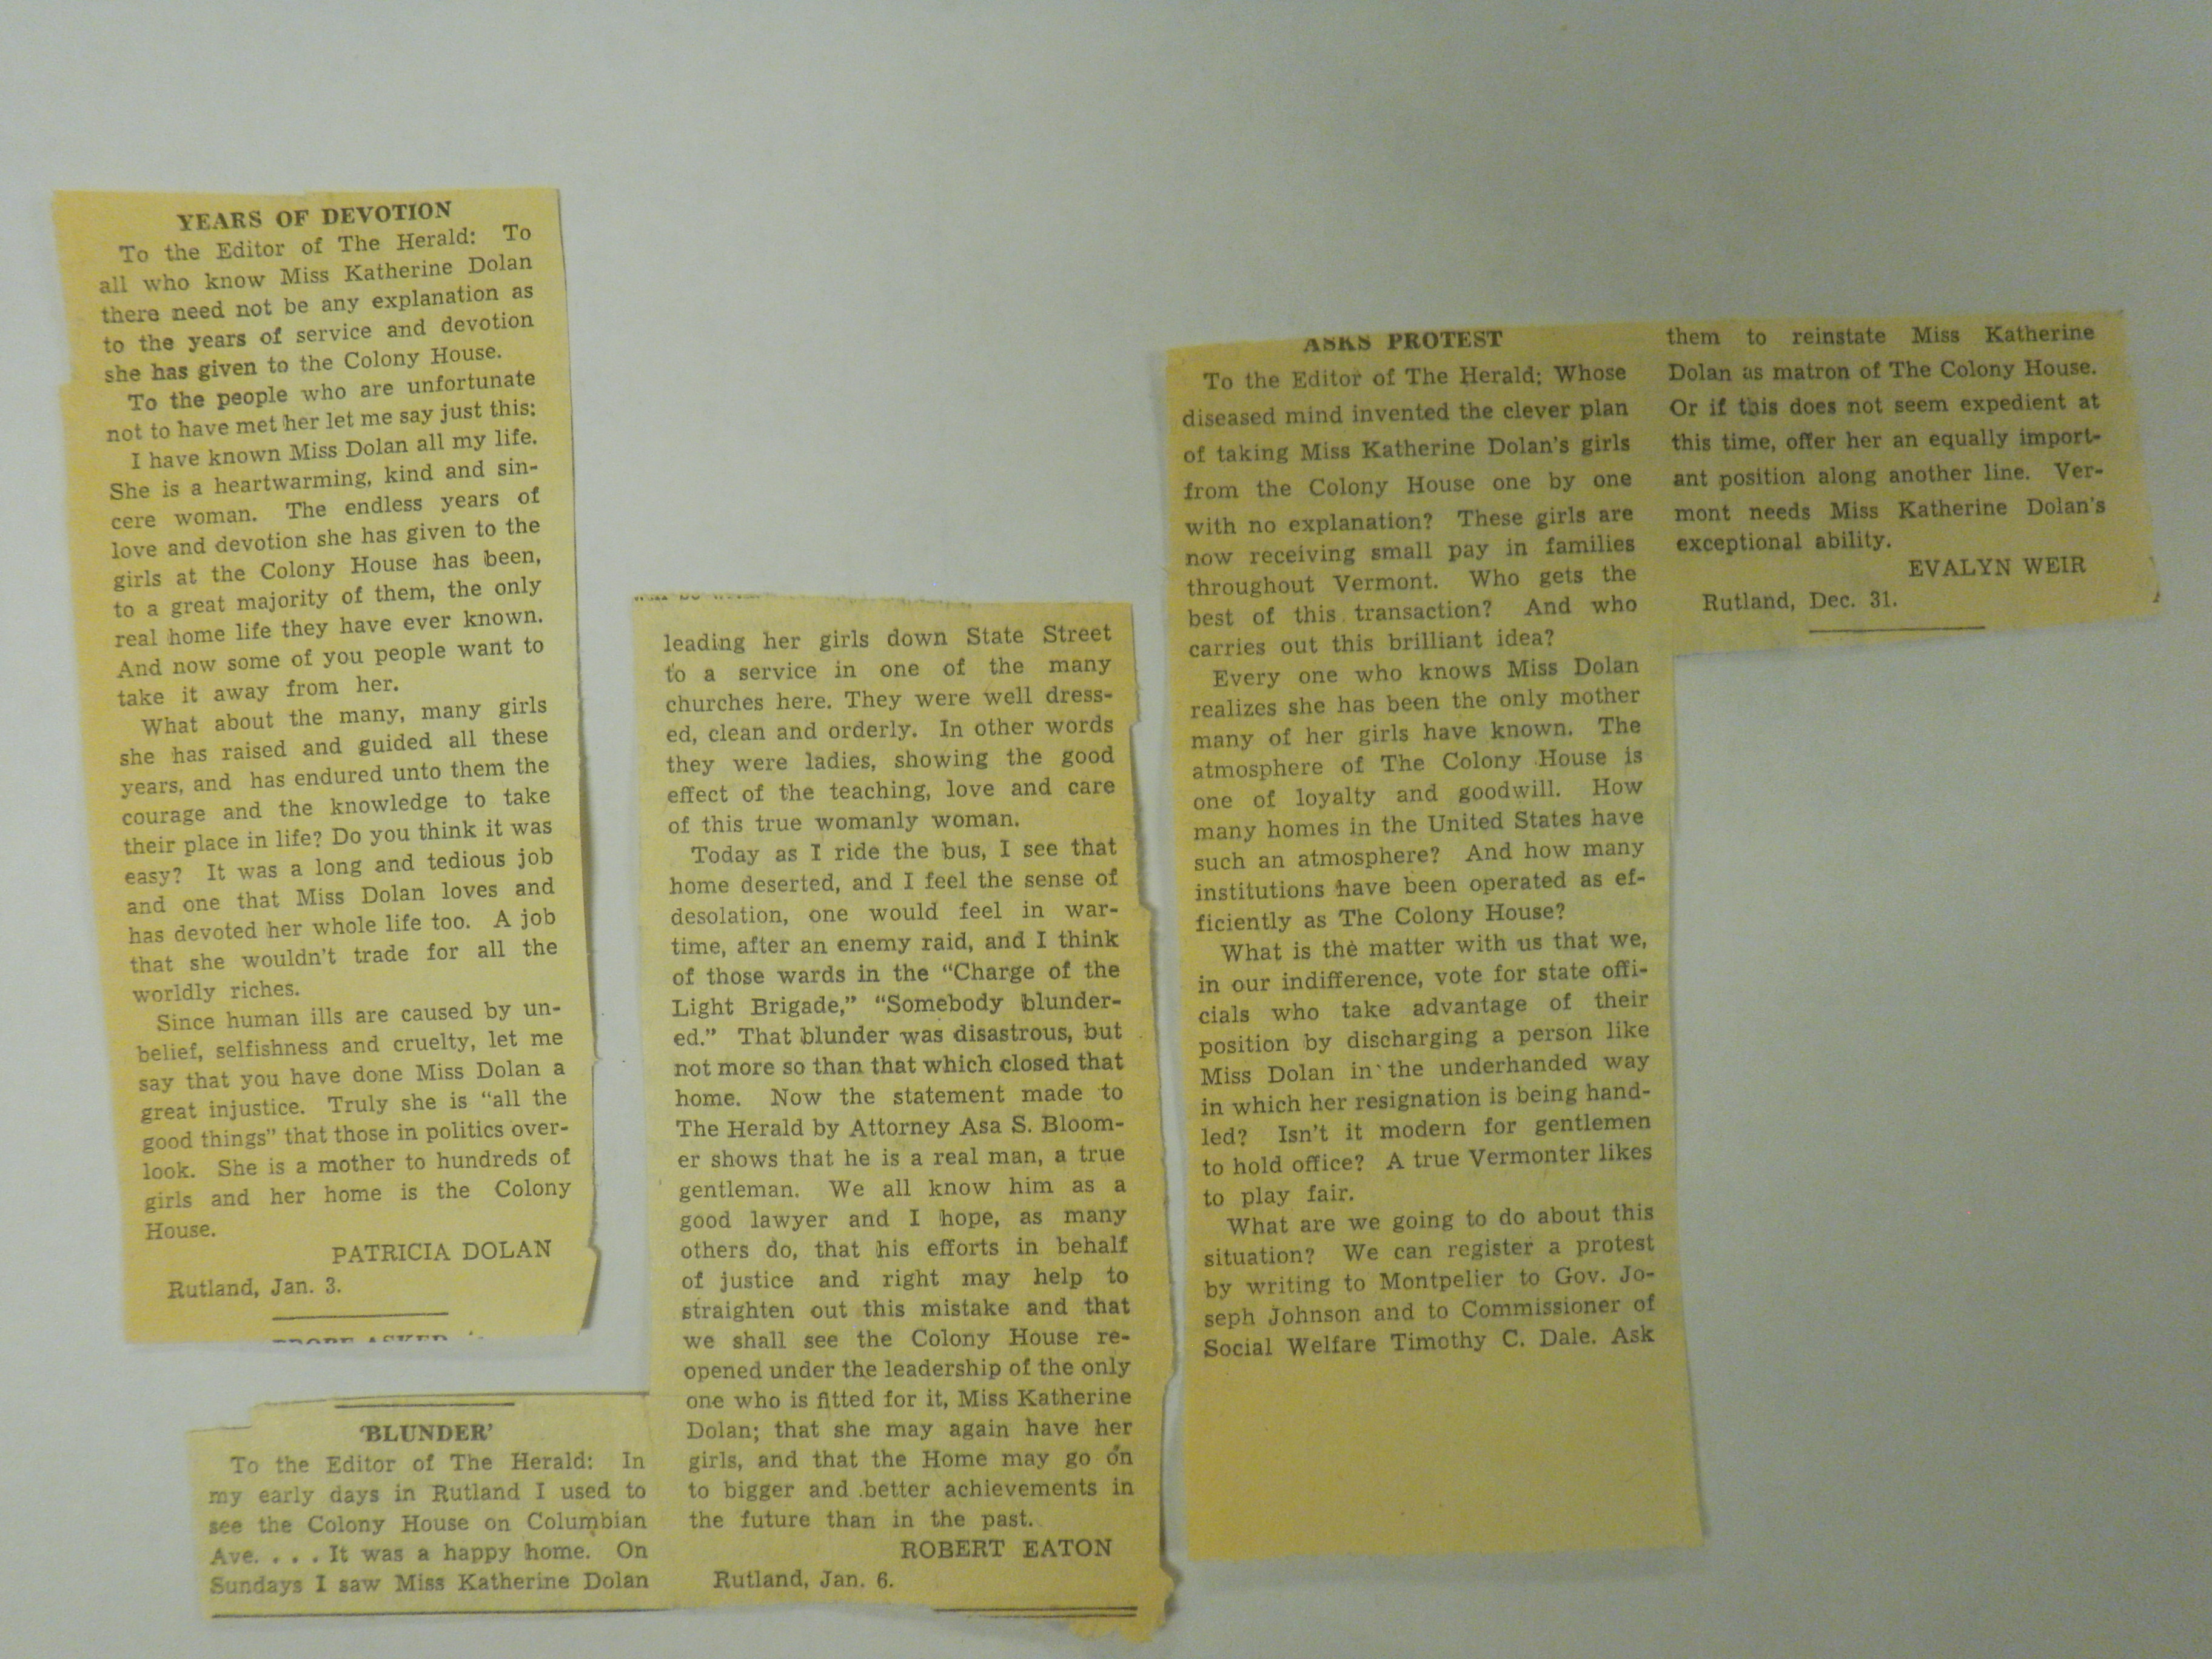 YEARS OF DEVOTION
To the Editor of The Herald: To
all who know Miss Katherine Dolan
there need not be any explanation as
to the years of service and devotion
she has given to the Colony House.
To the people who are unfortunate
not to have met her let me say just this:
I have known Miss Dolan all my life.
She is a heartwarming, kind and sin-
cere woman. The endless years of
love and devotion she has given to the
girls at the Colony House has been,
to a great majority of them, the only
real home life they have ever known.
And now some of you people want to
take it away from her.
What about the many, many girls
she has raised and guided all these
years, and has endured unto them the
courage and the knowledge to take
their place in life? Do you think it was
easy? It was a long and tedious job
and one that Miss Dolan loves and
has devoted her whole life too. A job
that she wouldn't trade for all the
worldly riches.
Since human ills are caused by un-
belief, selfishness and cruelty, let me
say that you have done Miss Dolan a
great injustice. Truly she is "all the
good things" that those in politics over-
look. She is a mother to hundreds of
girls and her home is the Colony
House.
PATRICIA DOLAN
Rutland, Jan. 3.
PROBE ASKED
'BLUNDER'
To the Editor of The Herald: In
my early days in Rutland I used to
see the Colony House on Columbian
Ave. . . . It was a happy home. On
Sundays I saw Miss Katherine Dolan
leading her girls down State Street
to a service in one of the many
churches here. They were well dress-
ed, clean and orderly. In other words
they were ladies, showing the good
effect of the teaching, love and care
of this true womanly woman.
Today as I ride the bus, I see that
home deserted, and I feel the sense of
desolation, one would feel in war-
time, after an enemy raid, and I think
of those wards in the "Charge of the
Light Brigade," "Somebody blunder-
ed." That blunder was disastrous, but
not more so than that which closed that
home. Now the statement made to
The Herald by Attorney Asa S. Bloom-
er shows that he is a real man, a true
gentleman. We all know him as a
good lawyer and I hope, as many
others do, that his efforts in behalf
of justice and right may help to
straighten out this mistake and that
we shall see the Colony House re-
opened under the leadership of the only
one who is fitted for it, Miss Katherine
Dolan; that she may again have her
girls, and that the Home may go on
to bigger and better achievements in
the future than in the past.
ROBERT EATON
Rutland, Jan. 6.
ASKS PROTEST
To the Editor of The Herald: Whose
diseased mind invented the clever plan
of taking Miss Katherine Dolan's girls
from the Colony House one by one
with no explanation? These girls are
now receiving small pay in families
throughout Vermont. Who gets the
best of this transaction? And who
carries out this brilliant idea?
Every one who knows Miss Dolan
realizes she has been the only mother
many of her girls have known. The
atmosphere of The Colony House is
one of loyalty and goodwill. How
many homes in the United States have
such an atmosphere? And how many
institutions have been operated as ef-
ficiently as The Colony House?
What is the matter with us that we,
in our indifference, vote for state offi-
cials who take advantage of their
position by discharging a person like
Miss Dolan in the underhanded way
in which her resignation is being hand-
led? Isn't it modern for gentlemen
to hold office? A true Vermonter likes
to play fair.
What are we going to do about this
situation? We can register a protest
by writing to Montpelier to Gov. Jo-
seph Johnson and to Commissioner of
Social Welfare Timothy C. Dale. Ask
them to reinstate Miss Katherine
Dolan as matron of The Colony House.
Or if this does not seem expedient at
this time, offer her an equally import-
ant position along another line. Ver-
mont needs Miss Katherine Dolan's
exceptional ability.
EVALYN WEIR
Rutland, Dec. 31.